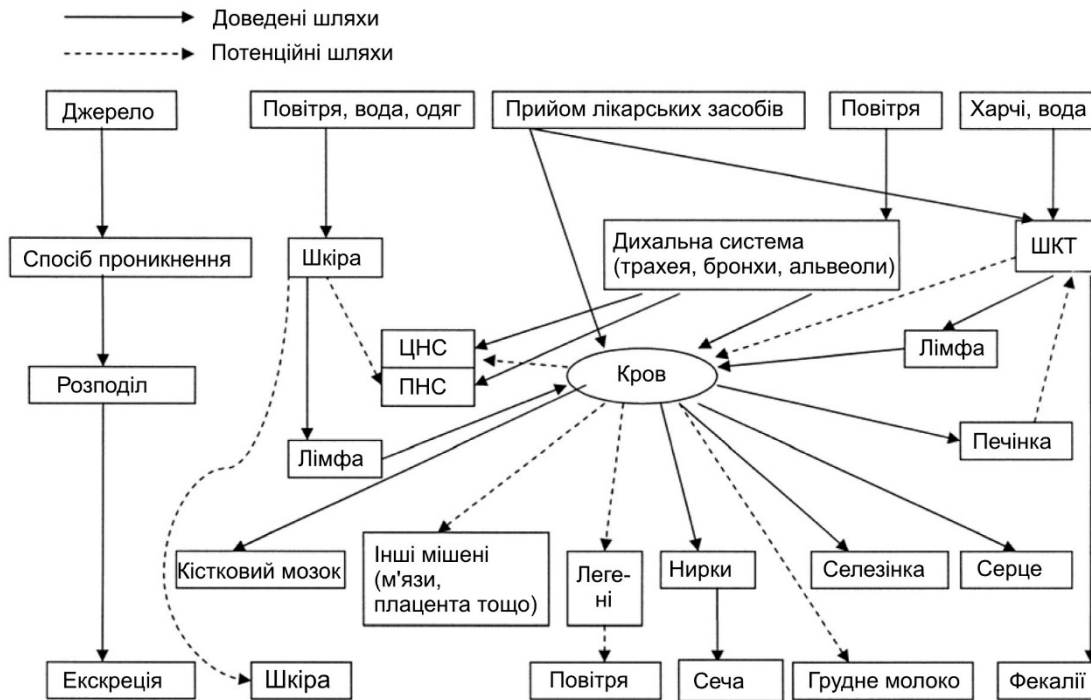 Доведені шляхи
Потенційні шляхи
Джерело
Повітря, вода, одяг
Прийом лікарських засобів
Повітря
Харчі, вода
Спосіб проникнення
Шкіра
Дихальна система
(трахея, бронхи, альвеоли)
ШКТ
ЦНС
ПНС
Кров
Лімфа
Розподіл
Лімфа
Печінка
Кістковий мозок
Інші мішені
(м'язи,
плацента тощо)
Леге-
ні
Нирки
Селезінка
Серце
Екскреція
Шкіра
Повітря
Сеча
Грудне молоко
Фекалії